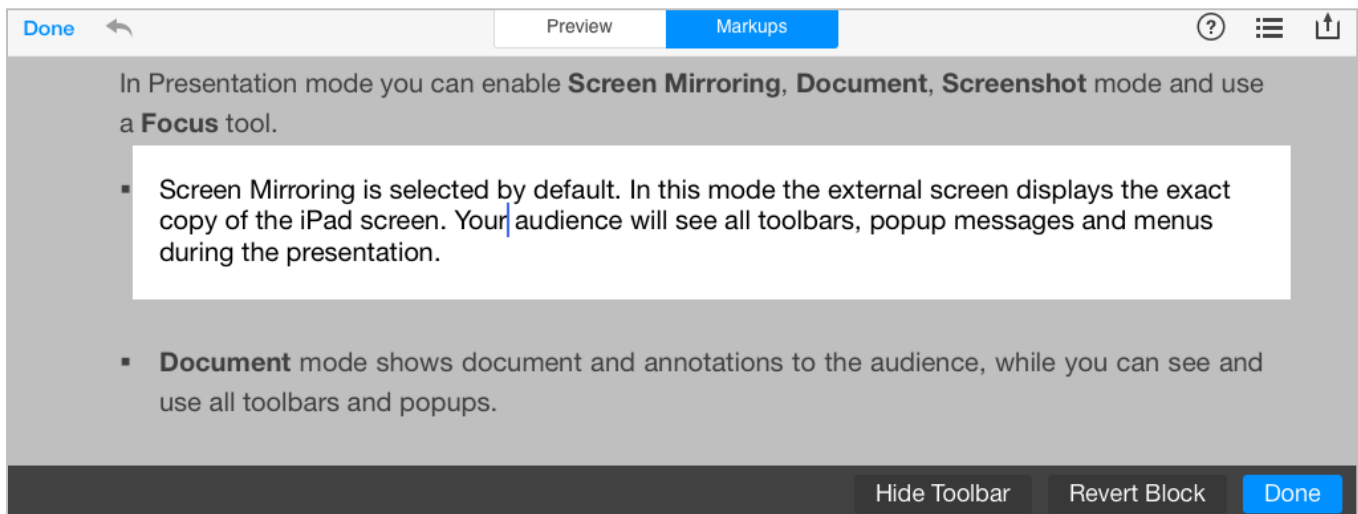 Done Preview Markups
In Presentation mode you can enable Screen Mirroring, Document, Screenshot mode and use
a Focus tool.
▪ Screen Mirroring is selected by default. In this mode the external screen displays the exact
copy of the iPad screen. Your audience will see all toolbars, popup messages and menus
during the presentation.
▪ Document mode shows document and annotations to the audience, while you can see and
use all toolbars and popups.
Hide Toolbar Revert Block Done